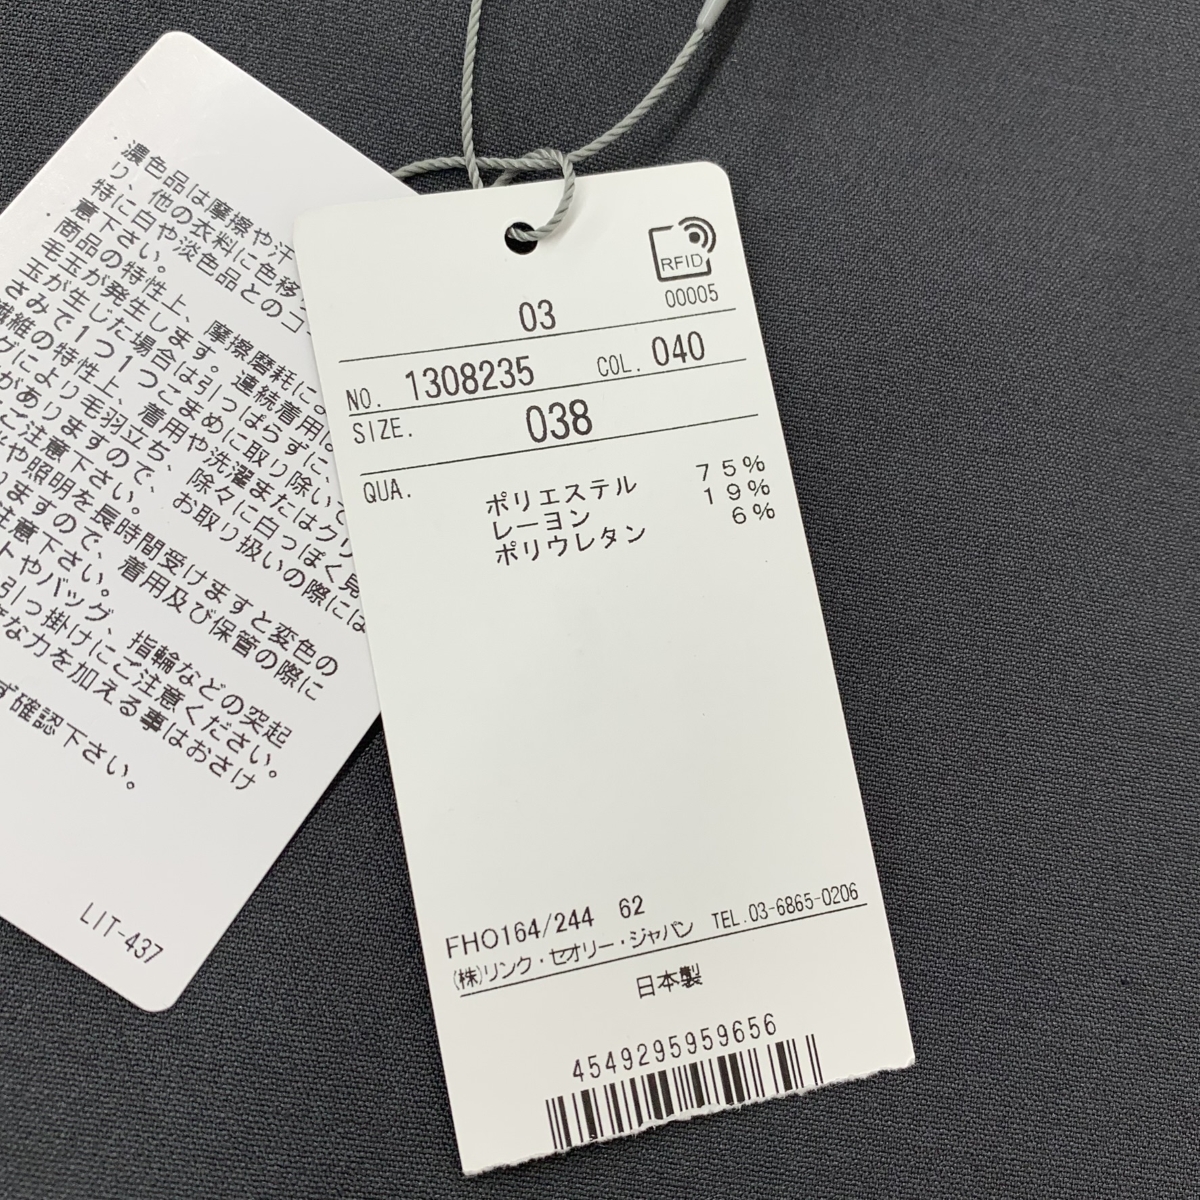 ・濃色品は摩擦や汗
り、他の衣料に色移
特に白や淡色品とのコー
意下さい。
・商品の特性上、摩擦磨耗によ
毛玉が発生します。連続着用は
玉が生じた場合は引っぱらずに、
さみで1つ1つこまめに取り除いて
繊維の特性上、着用や洗濯またはクリ
グにより毛羽立ち、除々に白っぽく見
がありますので、お取り扱いの際には
ご注意下さい。
や照明を長時間受けますと変色の
りますので、着用及び保管の際に
注意下さい。
トやバッグ、指輪などの突起
引っ掛けにご注意ください。
な力を加える事はおさけ
ず確認下さい。
LIT-437
RFID
00005
03
NO. 1308235 COL. 040
SIZE. 038
QUA.
ポリエステル 75%
レーヨン 19%
ポリウレタン 6%
FHO164/244 62
(株)リンク・セオリー・ジャパン TEL.03-6865-0206
日本製
4549295959656